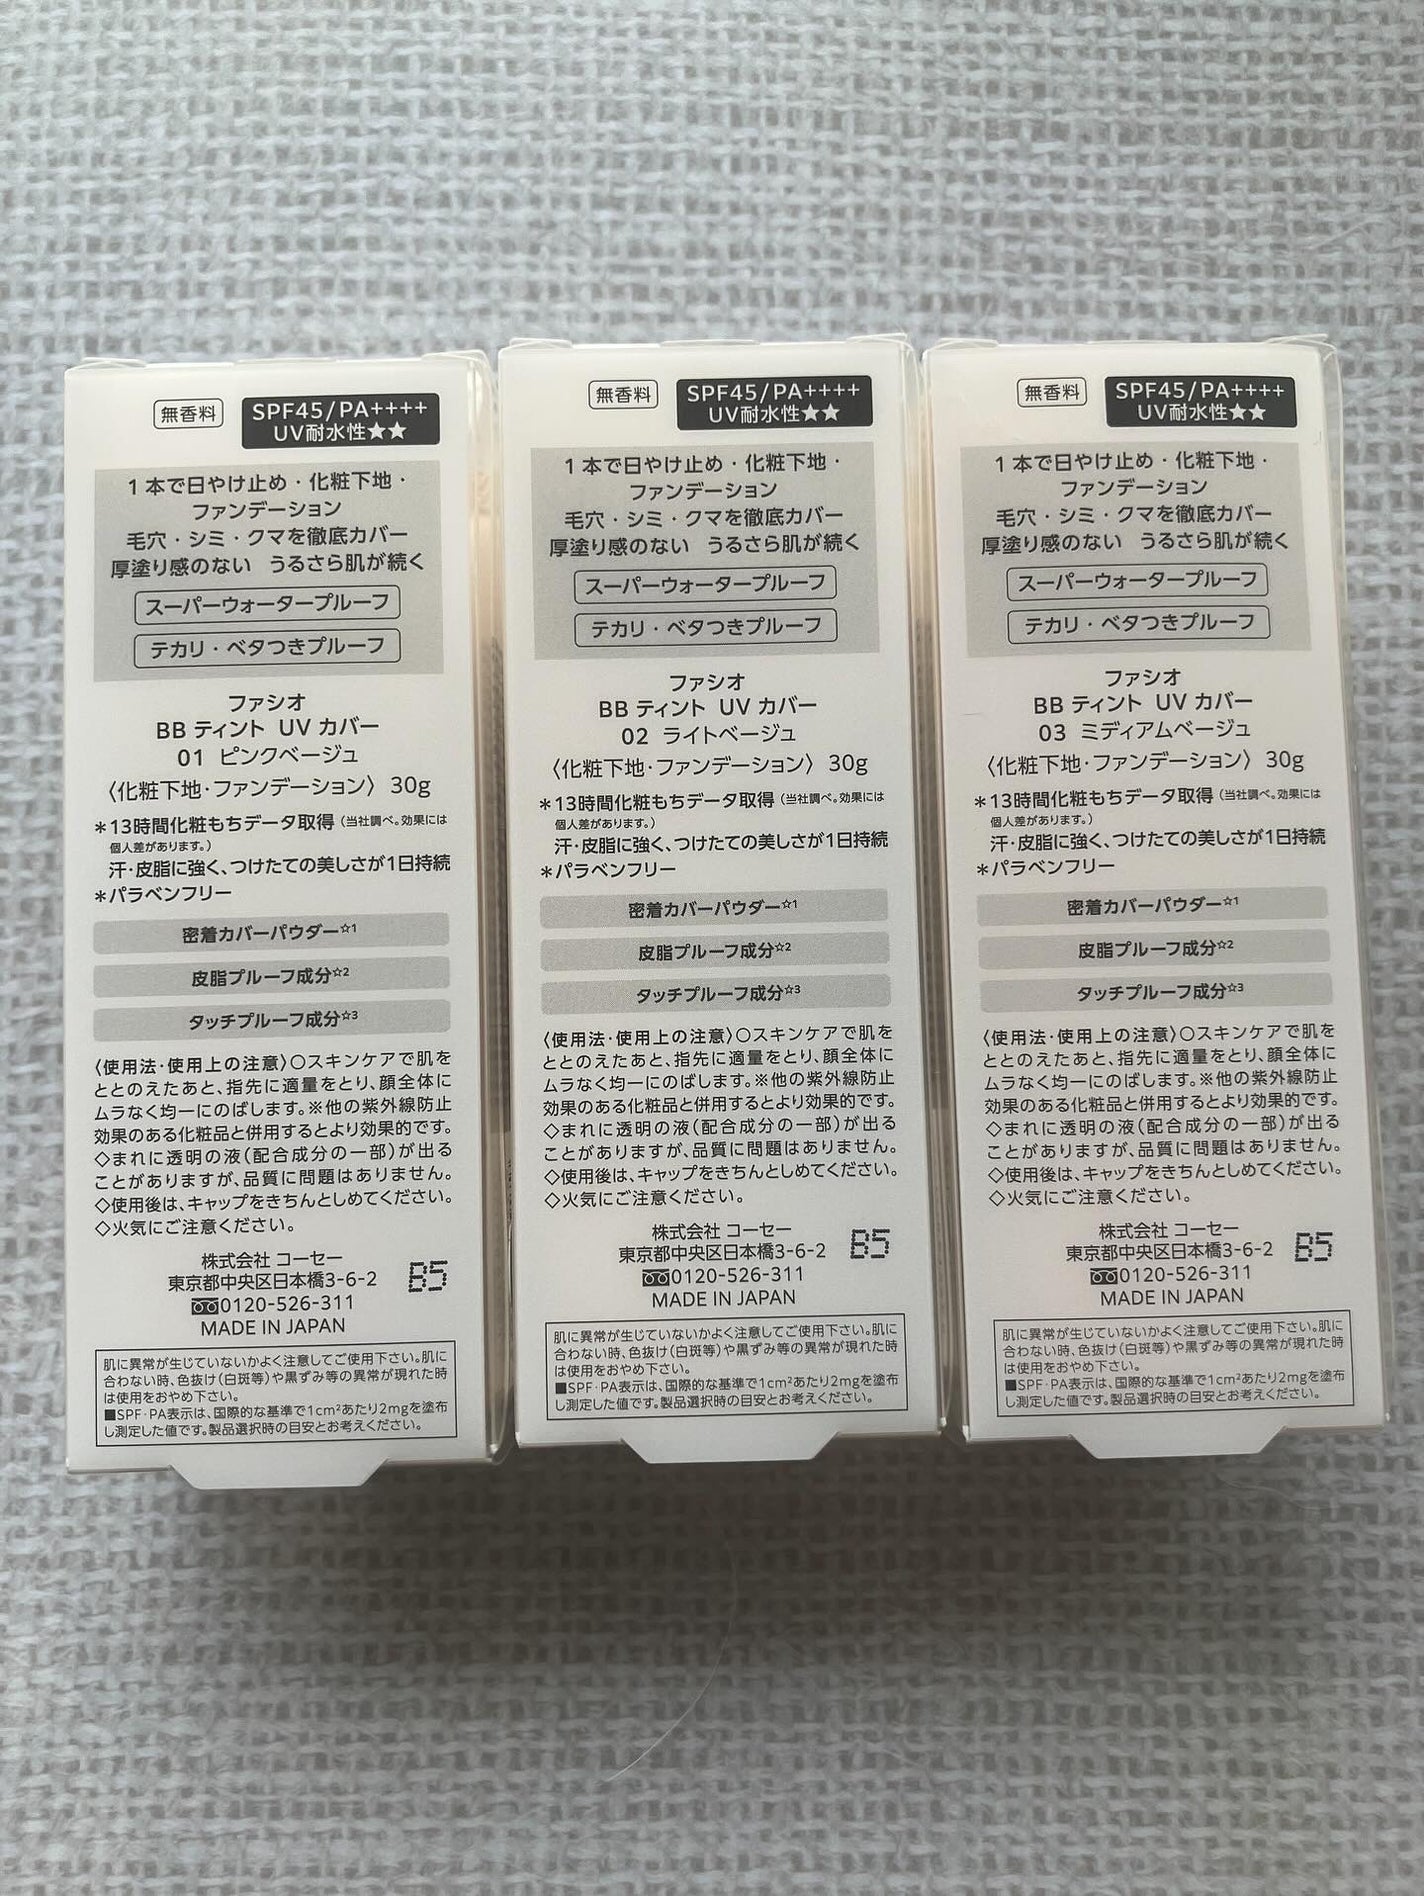 無香料
SPF45/PA++++
UV耐水性★★
1本で日やけ止め・化粧下地・
ファンデーション
毛穴・シミ・クマを徹底カバー
厚塗り感のない うるさら肌が続く
スーパーウォータープルーフ
テカリ・ベタつきプルーフ
ファシオ
BB ティント UV カバー
01 ピンクベージュ
〈化粧下地・ファンデーション〉 30g
*13時間化粧もちデータ取得(当社調べ。効果には
個人差があります。)
汗・皮脂に強く、つけたての美しさが1日持続
*パラベンフリー
密着カバーパウダー☆1
皮脂プルーフ成分☆2
タッチプルーフ成分☆3
〈使用法・使用上の注意〉○スキンケアで肌を
ととのえたあと、指先に適量をとり、顔全体に
ムラなく均一にのばします。※他の紫外線防止
効果のある化粧品と併用するとより効果的です。
◇まれに透明の液(配合成分の一部)が出る
ことがありますが、品質に問題はありません。
◇使用後は、キャップをきちんとしめてください。
◇火気にご注意ください。
株式会社 コーセー
東京都中央区日本橋3-6-2
0120-526-311
MADE IN JAPAN
B5
肌に異常が生じていないかよく注意してご使用下さい。肌に
合わない時、色抜け(白斑等)や黒ずみ等の異常が現れた時
は使用をおやめ下さい。
■SPF・PA表示は、国際的な基準で1cm²あたり2mgを塗布
し測定した値です。製品選択時の目安とお考えください。
無香料
SPF45/PA++++
UV耐水性★★
1本で日やけ止め・化粧下地・
ファンデーション
毛穴・シミ・クマを徹底カバー
厚塗り感のない うるさら肌が続く
スーパーウォータープルーフ
テカリ・ベタつきプルーフ
ファシオ
BB ティント UV カバー
02 ライトベージュ
〈化粧下地・ファンデーション〉 30g
*13時間化粧もちデータ取得(当社調べ。効果には
個人差があります。)
汗・皮脂に強く、つけたての美しさが1日持続
*パラベンフリー
密着カバーパウダー☆1
皮脂プルーフ成分☆2
タッチプルーフ成分☆3
〈使用法・使用上の注意〉○スキンケアで肌を
ととのえたあと、指先に適量をとり、顔全体に
ムラなく均一にのばします。※他の紫外線防止
効果のある化粧品と併用するとより効果的です。
◇まれに透明の液(配合成分の一部)が出る
ことがありますが、品質に問題はありません。
◇使用後は、キャップをきちんとしめてください。
◇火気にご注意ください。
株式会社 コーセー
東京都中央区日本橋3-6-2
0120-526-311
MADE IN JAPAN
B5
肌に異常が生じていないかよく注意してご使用下さい。肌に
合わない時、色抜け(白斑等)や黒ずみ等の異常が現れた時
は使用をおやめ下さい。
■SPF・PA表示は、国際的な基準で1cm²あたり2mgを塗布
し測定した値です。製品選択時の目安とお考えください。
無香料
SPF45/PA++++
UV耐水性★★
1本で日やけ止め・化粧下地・
ファンデーション
毛穴・シミ・クマを徹底カバー
厚塗り感のない うるさら肌が続く
スーパーウォータープルーフ
テカリ・ベタつきプルーフ
ファシオ
BB ティント UV カバー
03 ミディアムベージュ
〈化粧下地・ファンデーション〉 30g
*13時間化粧もちデータ取得(当社調べ。効果には
個人差があります。)
汗・皮脂に強く、つけたての美しさが1日持続
*パラベンフリー
密着カバーパウダー☆1
皮脂プルーフ成分☆2
タッチプルーフ成分☆3
〈使用法・使用上の注意〉○スキンケアで肌を
ととのえたあと、指先に適量をとり、顔全体に
ムラなく均一にのばします。※他の紫外線防止
効果のある化粧品と併用するとより効果的です。
◇まれに透明の液(配合成分の一部)が出る
ことがありますが、品質に問題はありません。
◇使用後は、キャップをきちんとしめてください。
◇火気にご注意ください。
株式会社 コーセー
東京都中央区日本橋3-6-2
0120-526-311
MADE IN JAPAN
B5
肌に異常が生じていないかよく注意してご使用下さい。肌に
合わない時、色抜け(白斑等)や黒ずみ等の異常が現れた時
は使用をおやめ下さい。
■SPF・PA表示は、国際的な基準で1cm²あたり2mgを塗布
し測定した値です。製品選択時の目安とお考えください。